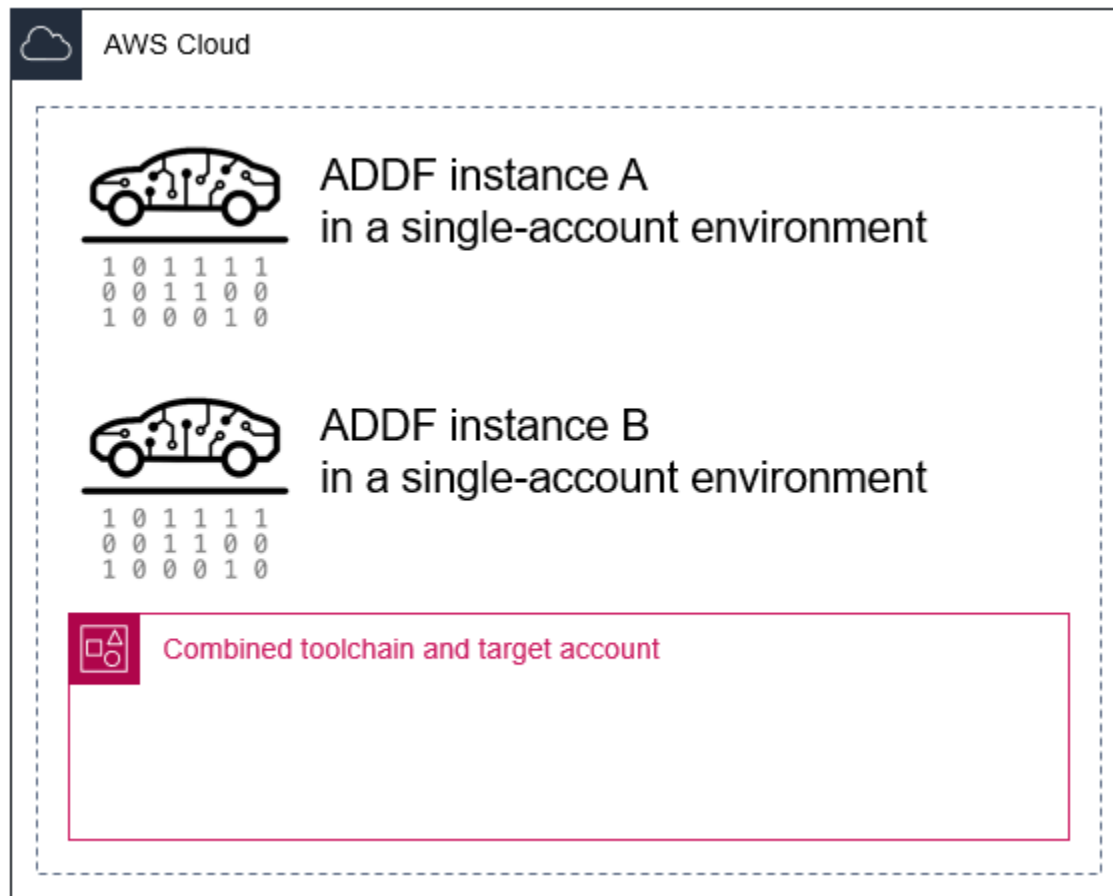 AWS Cloud
ADDF instance A
in a single-account environment
1 0 1 1 1 1
0 0 1 1 0 0
1 0 0 0 1 0
ADDF instance B
in a single-account environment
1 0 1 1 1 1
0 0 1 1 0 0
1 0 0 0 1 0
Combined toolchain and target account